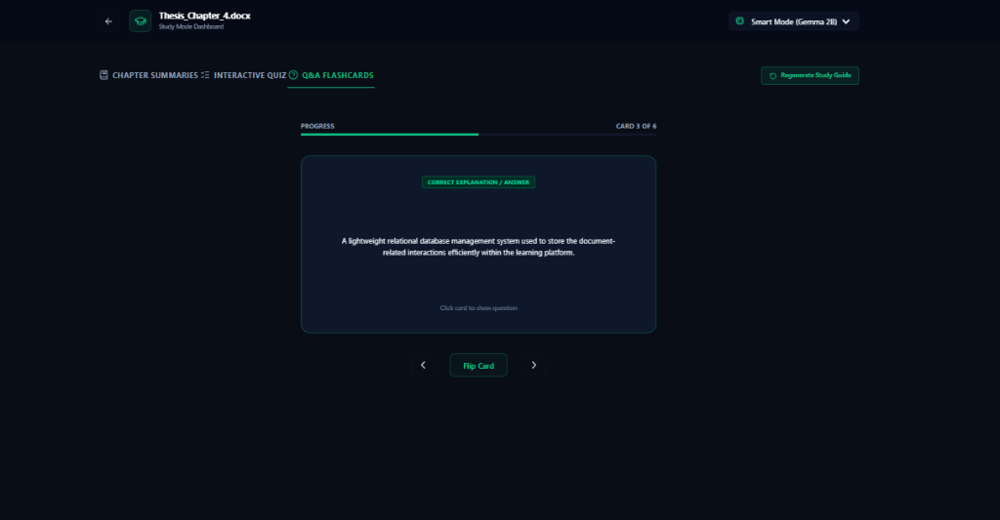 Thesis_Chapter_4.docx
Study Mode Dashboard
Smart Mode (Gemma 2B)
CHAPTER SUMMARIES
INTERACTIVE QUIZ
Q&A FLASHCARDS
Regenerate Study Guide
PROGRESS
CARD 3 OF 6
CORRECT EXPLANATION / ANSWER
A lightweight relational database management system used to store the document-
related interactions efficiently within the learning platform.
Click card to show question
Flip Card